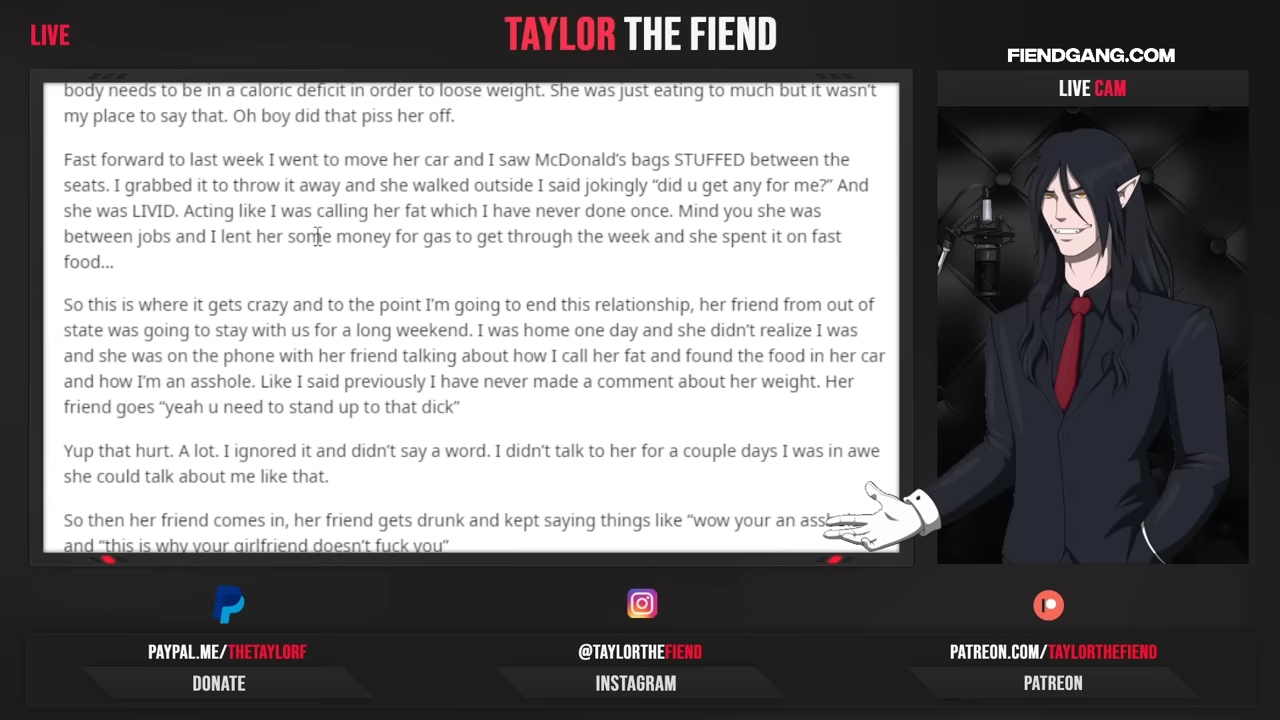 LIVE
TAYLOR THE FIEND
FIENDGANG.COM
LIVE CAM
body needs to be in a caloric deficit in order to loose weight. She was just eating to much but it wasn’t
my place to say that. Oh boy did that piss her off.
Fast forward to last week I went to move her car and I saw McDonald’s bags STUFFED between the
seats. I grabbed it to throw it away and she walked outside I said jokingly “did u get any for me?” And
she was LIVID. Acting like I was calling her fat which I have never done once. Mind you she was
between jobs and I lent her some money for gas to get through the week and she spent it on fast
food...
So this is where it gets crazy and to the point I’m going to end this relationship, her friend from out of
state was going to stay with us for a long weekend. I was home one day and she didn’t realize I was
and she was on the phone with her friend talking about how I call her fat and found the food in her car
and how I’m an asshole. Like I said previously I have never made a comment about her weight. Her
friend goes “yeah u need to stand up to that dick”
Yup that hurt. A lot. I ignored it and didn’t say a word. I didn’t talk to her for a couple days I was in awe
she could talk about me like that.
So then her friend comes in, her friend gets drunk and kept saying things like “wow your an
and “this is why your girlfriend doesn’t fuck you”
PAYPAL.ME/THETAYLORF
DONATE
@TAYLORTHEFIEND
INSTAGRAM
PATREON.COM/TAYLORTHEFIEND
PATREON